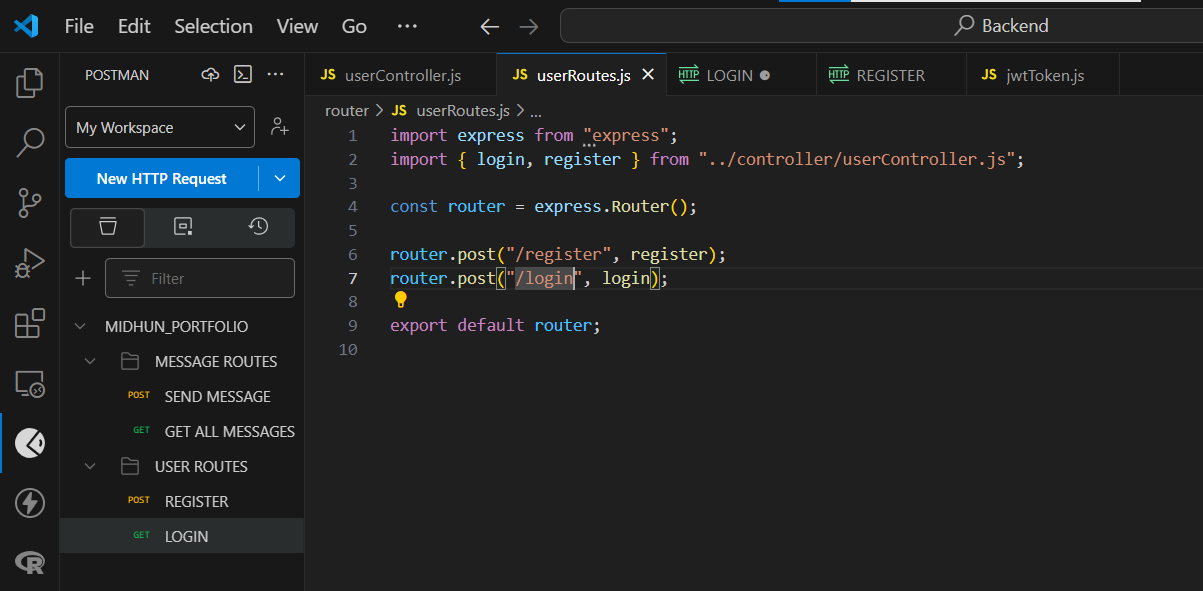 File Edit Selection View Go ···
Backend
POSTMAN
My Workspace
New HTTP Request
Filter
MIDHUN_PORTFOLIO
MESSAGE ROUTES
POST SEND MESSAGE
GET GET ALL MESSAGES
USER ROUTES
POST REGISTER
GET LOGIN
JS userController.js
JS userRoutes.js
HTTP LOGIN
HTTP REGISTER
JS jwtToken.js
router > JS userRoutes.js > ...
1 import express from "express";
2 import { login, register } from "../controller/userController.js";
3
4 const router = express.Router();
5
6 router.post("/register", register);
7 router.post("/login", login);
8
9 export default router;
10
R